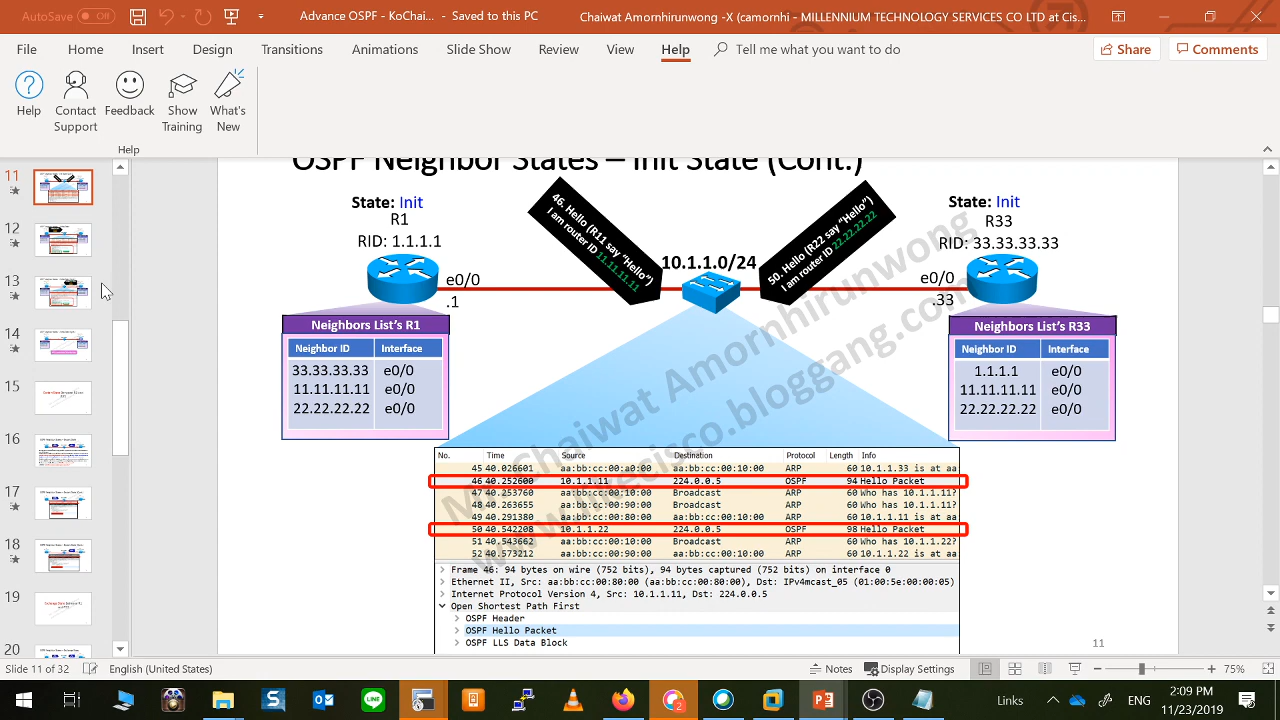 AutoSave Off
Advance OSPF - KoChai... - Saved to this PC
Chaiwat Amornhirunwong -X (camornhi - MILLENNIUM TECHNOLOGY SERVICES CO LTD at Cis...
File Home Insert Design Transitions Animations Slide Show Review View Help Tell me what you want to do Share Comments
Help Contact Support Feedback Show Training What's New
Help
OSPF Neighbor States – Init State (Cont.)
State: Init
R1
RID: 1.1.1.1
e0/0
.1
46. Hello (R11 say “Hello”)
I am router ID 11.11.11.11
10.1.1.0/24
50. Hello (R22 say “Hello”)
I am router ID 22.22.22.22
State: Init
R33
RID: 33.33.33.33
e0/0
.33
Neighbors List’s R1
Neighbor ID Interface
33.33.33.33 e0/0
11.11.11.11 e0/0
22.22.22.22 e0/0
Neighbors List’s R33
Neighbor ID Interface
1.1.1.1 e0/0
11.11.11.11 e0/0
22.22.22.22 e0/0
No. Time Source Destination Protocol Length Info
45 40.026601 aa:bb:cc:00:a0:00 aa:bb:cc:00:10:00 ARP 60 10.1.1.33 is at aa
46 40.252600 10.1.1.11 224.0.0.5 OSPF 94 Hello Packet
47 40.253760 aa:bb:cc:00:10:00 Broadcast ARP 60 Who has 10.1.1.11?
48 40.263655 aa:bb:cc:00:90:00 Broadcast ARP 60 Who has 10.1.1.11?
49 40.291380 aa:bb:cc:00:80:00 aa:bb:cc:00:10:00 ARP 60 10.1.1.11 is at aa
50 40.542208 10.1.1.22 224.0.0.5 OSPF 98 Hello Packet
51 40.543662 aa:bb:cc:00:10:00 Broadcast ARP 60 Who has 10.1.1.22?
52 40.573212 aa:bb:cc:00:90:00 aa:bb:cc:00:10:00 ARP 60 10.1.1.22 is at aa
Frame 46: 94 bytes on wire (752 bits), 94 bytes captured (752 bits) on interface 0
Ethernet II, Src: aa:bb:cc:00:80:00 (aa:bb:cc:00:80:00), Dst: IPv4mcast_05 (01:00:5e:00:00:05)
Internet Protocol Version 4, Src: 10.1.1.11, Dst: 224.0.0.5
Open Shortest Path First
OSPF Header
OSPF Hello Packet
OSPF LLS Data Block
Chaiwat Amornhirunwong
.bloggang.com
11
11
12
13
14
15
16
17
18
19
20
Slide 11 of 32 English (United States) Notes Display Settings 75%
2
Links ENG 2:09 PM
11/23/2019